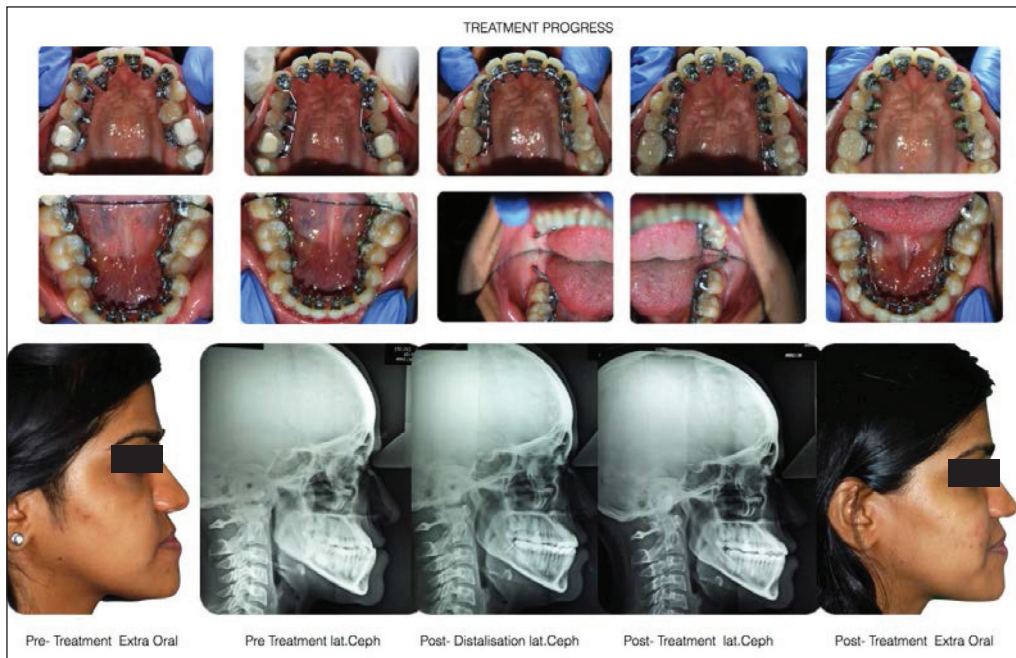 TREATMENT PROGRESS
Pre- Treatment Extra Oral
Pre Treatment lat.Ceph
Post- Distalisation lat.Ceph
Post- Treatment lat.Ceph
Post- Treatment Extra Oral